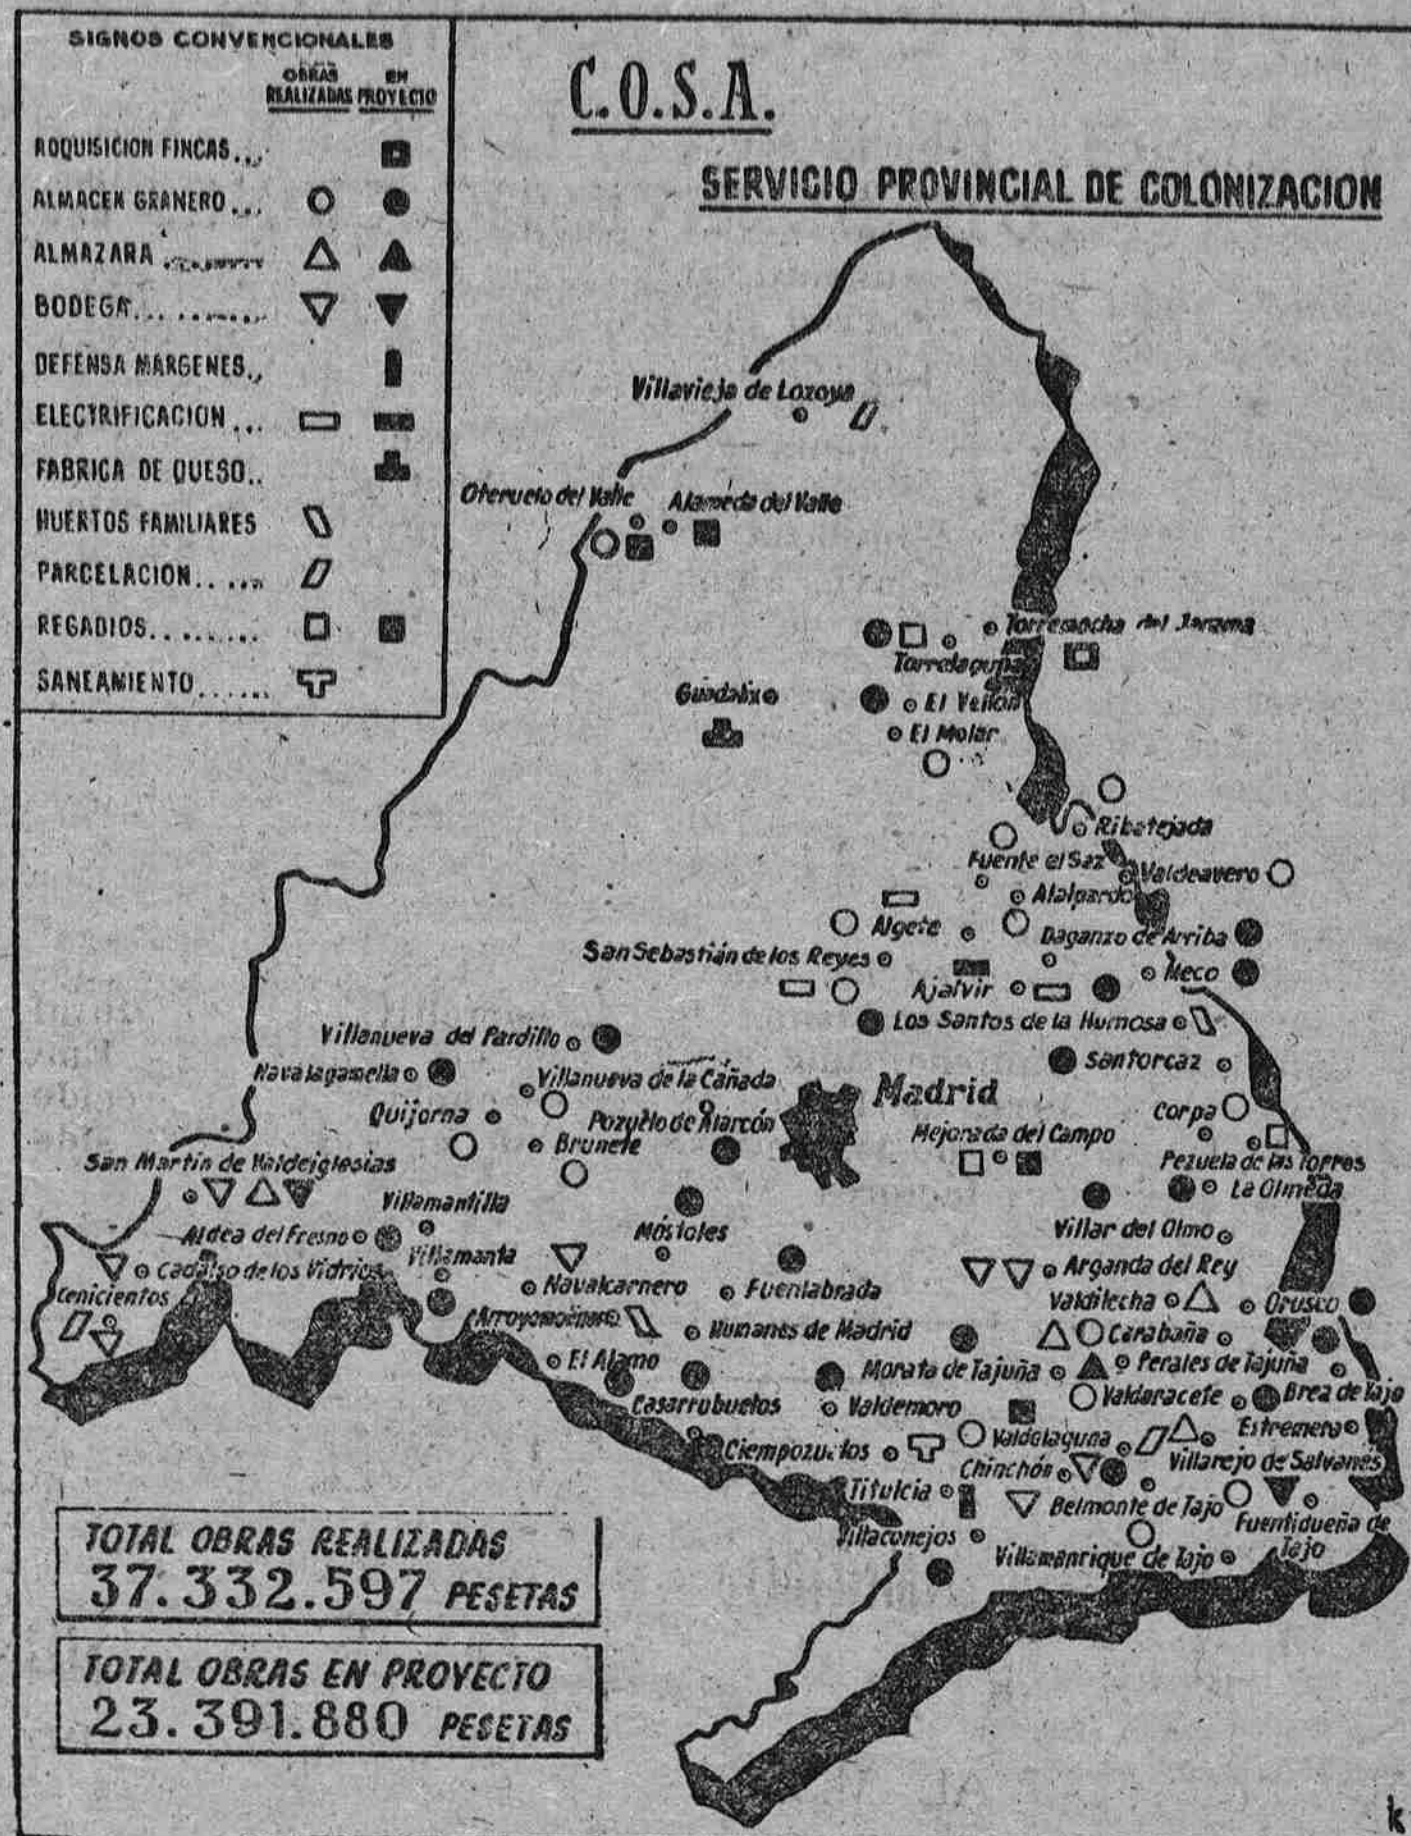 SIGNOS CONVENCIONALES
OBRAS REALIZADAS
EN PROYECTO
ADQUISICION FINCAS...
ALMACEN GRANERO...
ALMAZARA
BODEGA............
DEFENSA MARGENES..
ELECTRIFICACION...
FABRICA DE QUESO..
HUERTOS FAMILIARES
PARCELACION.......
REGADIOS.........
SANEAMIENTO......
C.O.S.A.
SERVICIO PROVINCIAL DE COLONIZACION
Villavieja de Lozoya
Oteruelo del Valle
Alameda del Valle
Torremocha del Jarama
Torrelaguna
Guadalix
El Vellón
El Molar
Ribatejada
Fuente el Saz
Valdeavero
Alalpardo
Algete
Daganzo de Arriba
San Sebastián de los Reyes
Meco
Ajalvir
Los Santos de la Humosa
Villanueva del Pardillo
Santorcaz
Navalagamella
Villanueva de la Cañada
Madrid
Quijorna
Pozuelo de Alarcón
Corpa
Brunete
Mejorada del Campo
San Martín de Valdeiglesias
Pezuela de las Torres
La Olmeda
Villamantilla
Aldea del Fresno
Móstoles
Villar del Olmo
Villamanta
Cadalso de los Vidrios
Arganda del Rey
Navalcarnero
Fuenlabrada
Cenicientos
Valdilecha
Orusco
Arroyomolinos
Humanes de Madrid
Carabaña
El Alamo
Morata de Tajuña
Perales de Tajuña
Casarrubuelos
Valdemoro
Valdaracete
Brea de Tajo
Ciempozuelos
Valdelaguna
Estremera
Chinchón
Villarejo de Salvanés
Titulcia
Belmonte de Tajo
Fuentidueña de
Tajo
Villaconejos
Villamanrique de Tajo
TOTAL OBRAS REALIZADAS
37.332.597 PESETAS
TOTAL OBRAS EN PROYECTO
23.391.880 PESETAS
k